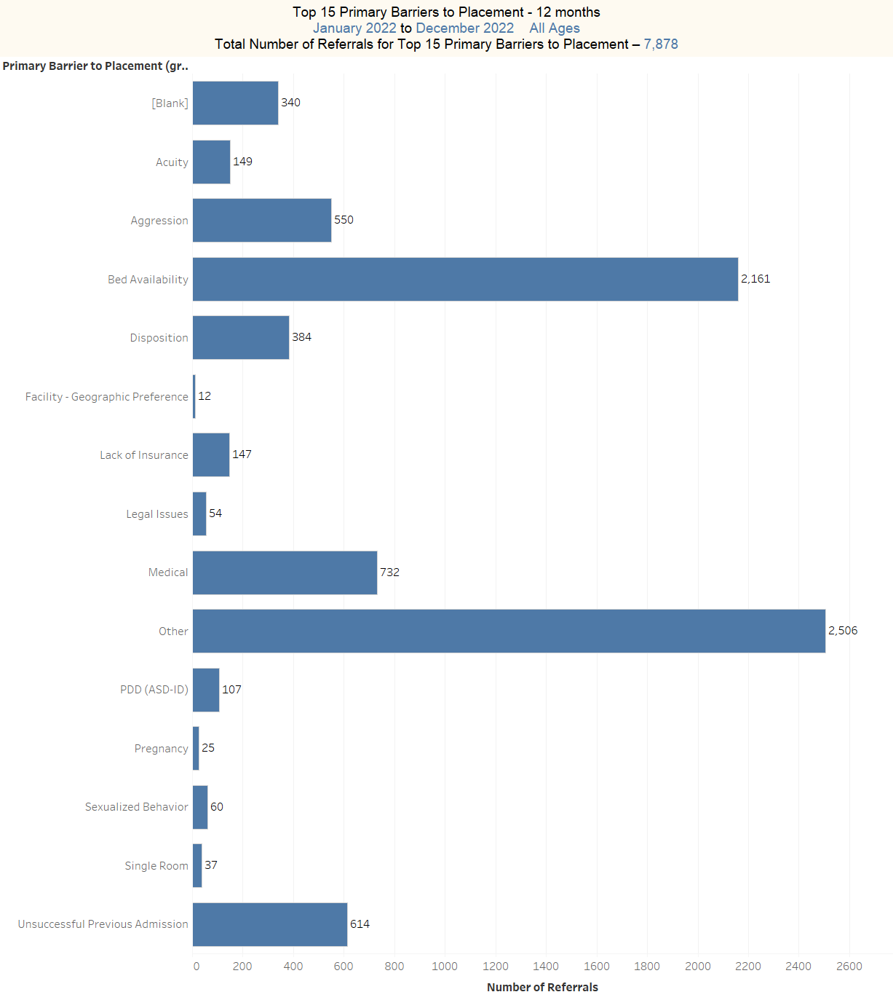 Top 15 Primary Barriers to Placement - 12 months
January 2022 to December 2022 All Ages
Total Number of Referrals for Top 15 Primary Barriers to Placement – 7,878
Primary Barrier to Placement (gr..
[Blank] 340
Acuity 149
Aggression 550
Bed Availability 2,161
Disposition 384
Facility - Geographic Preference 12
Lack of Insurance 147
Legal Issues 54
Medical 732
Other 2,506
PDD (ASD-ID) 107
Pregnancy 25
Sexualized Behavior 60
Single Room 37
Unsuccessful Previous Admission 614
0 200 400 600 800 1000 1200 1400 1600 1800 2000 2200 2400 2600
Number of Referrals